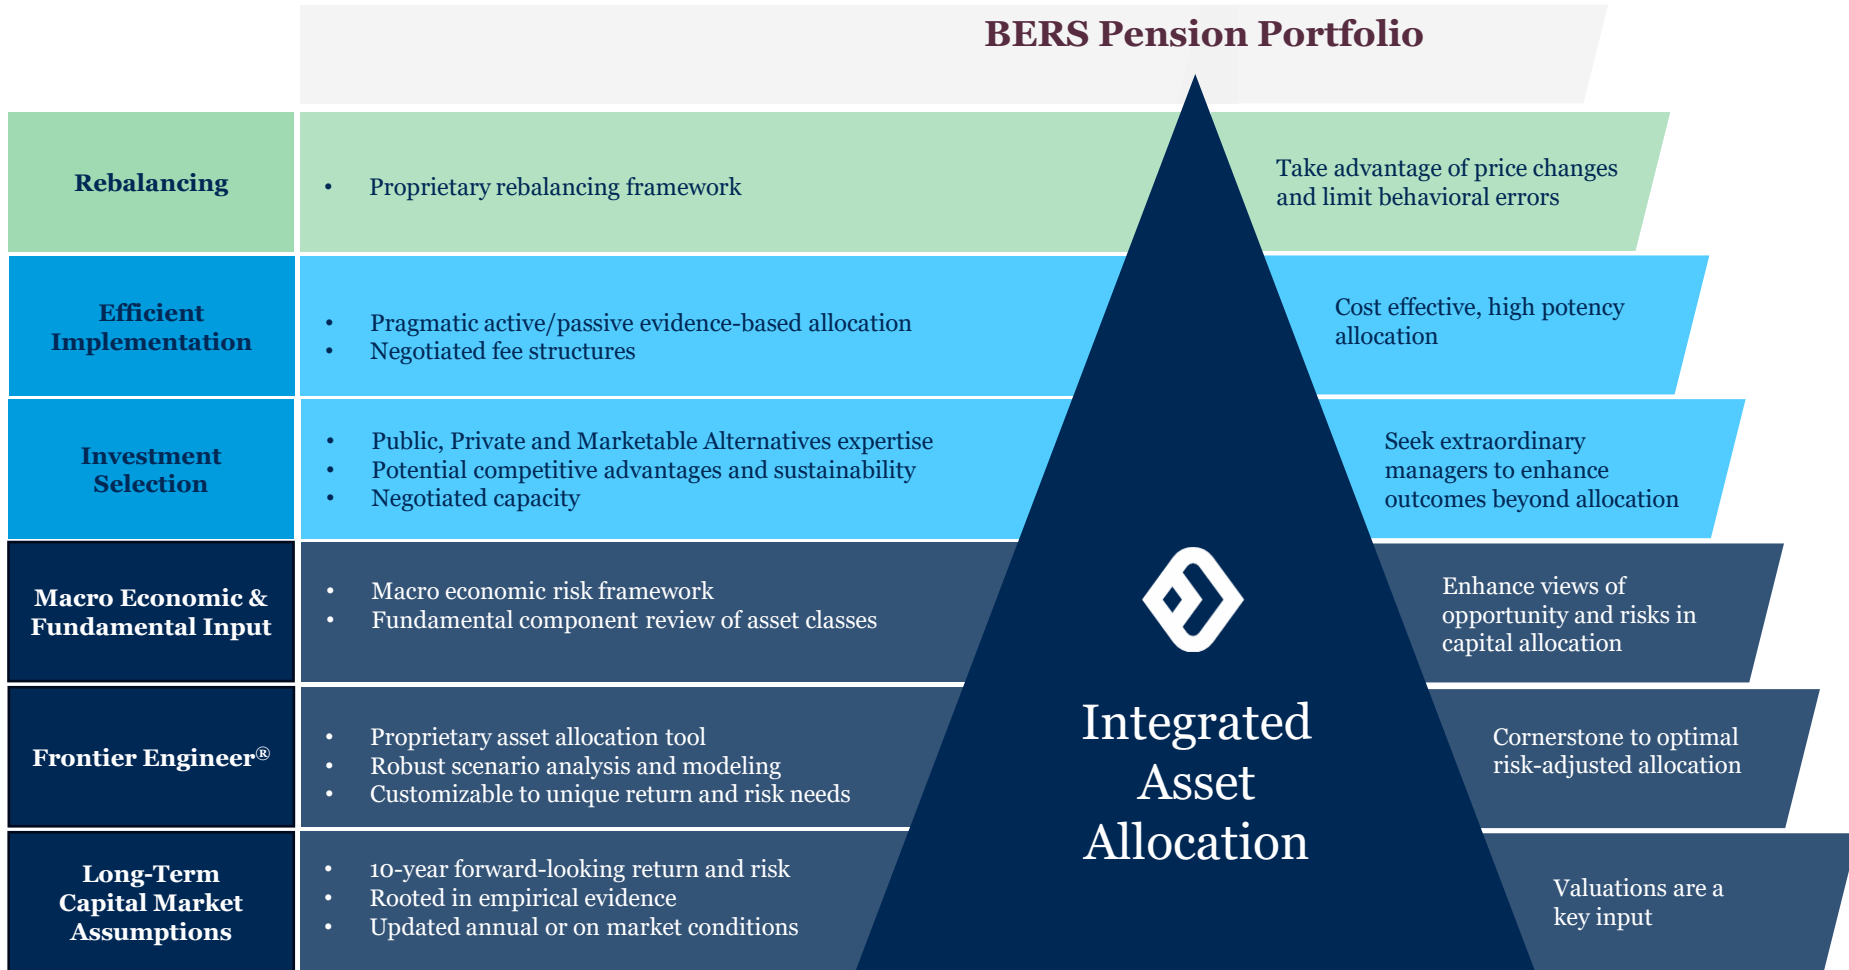 BERS Pension Portfolio
Rebalancing
• Proprietary rebalancing framework
Take advantage of price changes
and limit behavioral errors
Efficient
Implementation
• Pragmatic active/passive evidence-based allocation
• Negotiated fee structures
Cost effective, high potency
allocation
Investment
Selection
• Public, Private and Marketable Alternatives expertise
• Potential competitive advantages and sustainability
• Negotiated capacity
Seek extraordinary
managers to enhance
outcomes beyond allocation
Macro Economic &
Fundamental Input
• Macro economic risk framework
• Fundamental component review of asset classes
Enhance views of
opportunity and risks in
capital allocation
Frontier Engineer®
• Proprietary asset allocation tool
• Robust scenario analysis and modeling
• Customizable to unique return and risk needs
Cornerstone to optimal
risk-adjusted allocation
Long-Term
Capital Market
Assumptions
• 10-year forward-looking return and risk
• Rooted in empirical evidence
• Updated annual or on market conditions
Valuations are a
key input
Integrated
Asset
Allocation